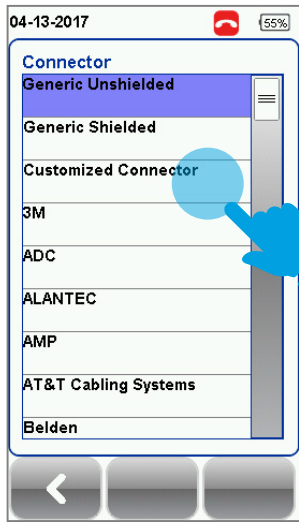 04-13-2017
55%
Connector
Generic Unshielded
Generic Shielded
Customized Connector
3M
ADC
ALANTEC
AMP
AT&T Cabling Systems
Belden